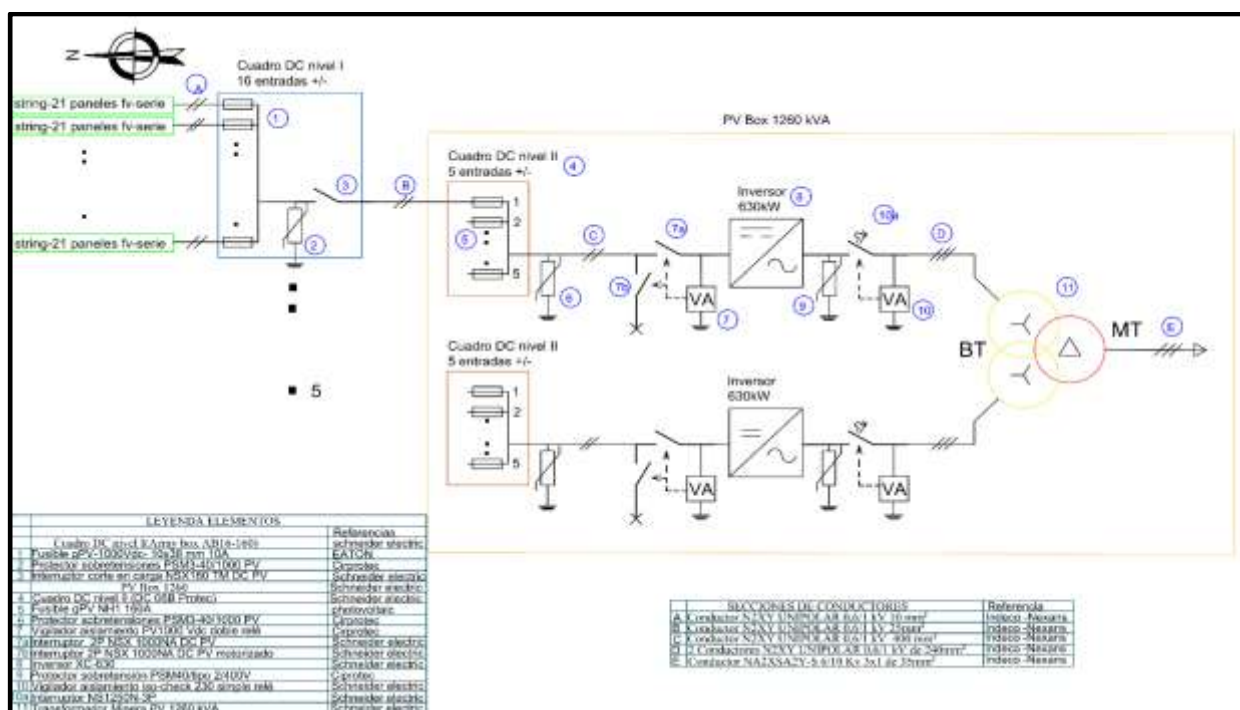 Z
Cuadro DC nivel I
16 entradas +/-
A
string-21 paneles fv-serie
string-21 paneles fv-serie
string-21 paneles fv-serie
1
2
3
B
5
PV Box 1260 kVA
Cuadro DC nivel II
5 entradas +/-
4
1
2
5
6
C
7b
7a
VA
7
Inversor
630kW
8
9
10a
VA
10
D
11
BT
MT
E
Cuadro DC nivel II
5 entradas +/-
1
2
5
VA
Inversor
630kW
VA
LEYENDA ELEMENTOS
Referencias
Cuadro DC nivel I(Array box AB16-160) schneider electric
1 Fusible gPV-1000Vdc- 10x38 mm 10A EATON
2 Protector sobretensiones PSM3-40/1000 PV Cirprotec
3 Interruptor corte en carga NSX160 TM DC PV Schneider electric
PV Box 1260 Schneider electric
4 Cuadro DC nivel II Schneider electric
5 Fusible gPV NH1 160A
6 Protector sobretensiones PSM3-40/1000 PV Cirprotec
7 Vigilador aislamiento PV1000 Vdc doble relé Cirprotec
7a Interruptor 2P NSX 1000NA DC PV Schneider electric
7b Interruptor 2P NSX 1000NA DC PV motorizado Schneider electric
8 Inversor XC-630 Schneider electric
9 Protector sobretensión PSM40/tipo 2/400V Cirprotec
10 Vigilador aislamiento iso-check 230 simple relé Schneider electric
10a Interruptor NS1250N-3P Schneider electric
11 Transformador Minera PV 1260 kVA Schneider electric
SECCIONES DE CONDUCTORES Referencia
A Conductor N2XY UNIPOLAR 0,6/1 kV 10 mm² Indeco -Nexans
B Conductor N2XY UNIPOLAR 0,6/1 kV 25mm² Indeco -Nexans
C Conductor N2XY UNIPOLAR 0,6/1 kV 400 mm² Indeco -Nexans
D 2 Conductores N2XY UNIPOLAR 0,6/1 kV de 240mm² Indeco -Nexans
E Conductor NA2XSA2Y-S 6/10 Kv 3x1 de 35mm² Indeco -Nexans